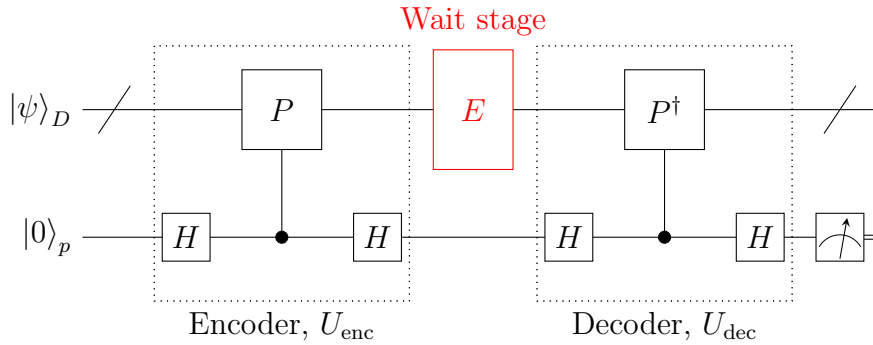 Wait stage
|ψ⟩_D P E P†
|0⟩_p H H H H
Encoder, U_enc Decoder, U_dec